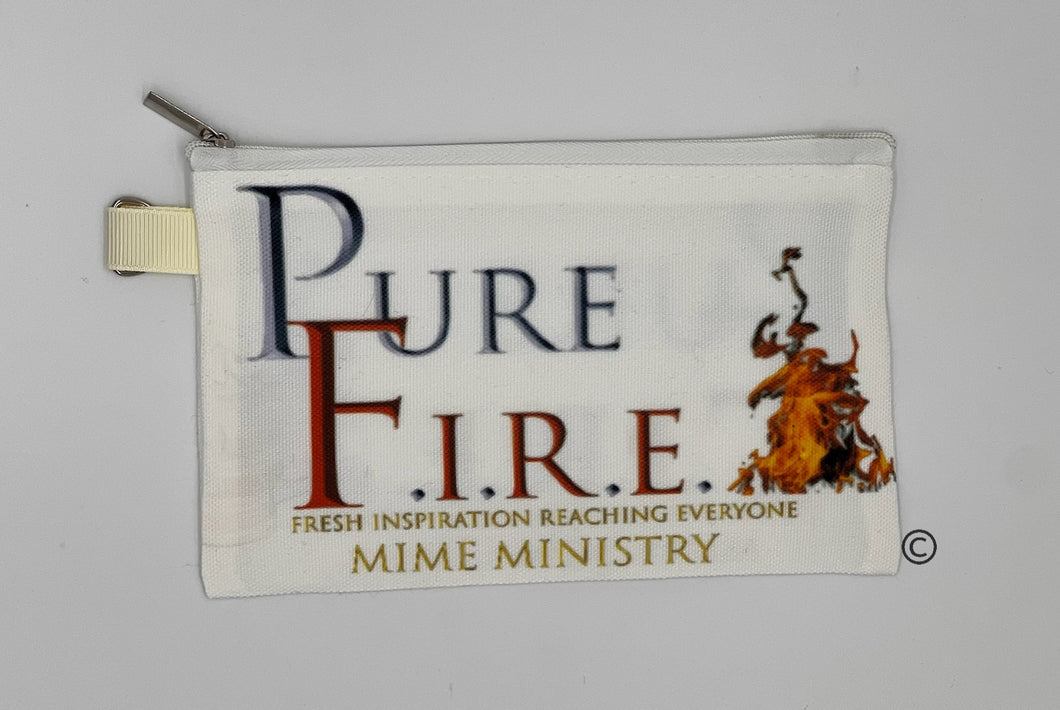 PURE
F.I.R.E.
FRESH INSPIRATION REACHING EVERYONE
MIME MINISTRY
©